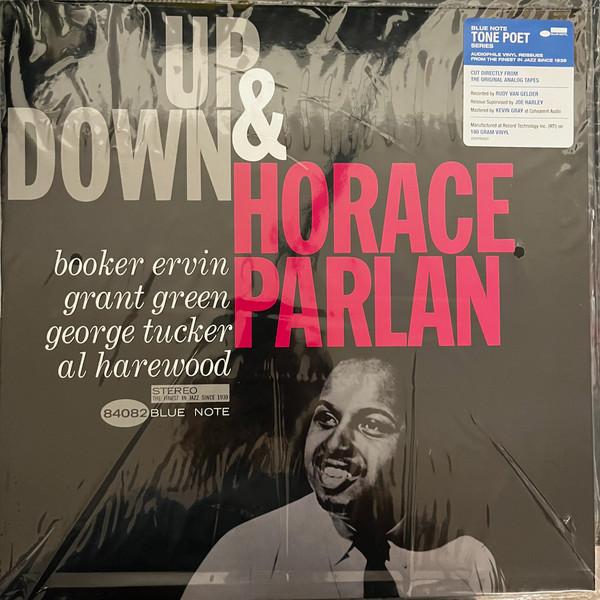 UP
&
DOWN
HORACE
PARLAN
booker ervin
grant green
george tucker
al harewood
STEREO
THE FINEST IN JAZZ SINCE 1939
84082 BLUE NOTE
BLUE NOTE
TONE POET
SERIES
AUDIOPHILE VINYL REISSUES
FROM THE FINEST IN JAZZ SINCE 1939
CUT DIRECTLY FROM
THE ORIGINAL ANALOG TAPES
Recorded by RUDY VAN GELDER
Reissue Supervised by JOE HARLEY
Mastered by KEVIN GRAY at Cohearent Audio
Manufactured at Record Technology Inc. (RTI) on
180 GRAM VINYL